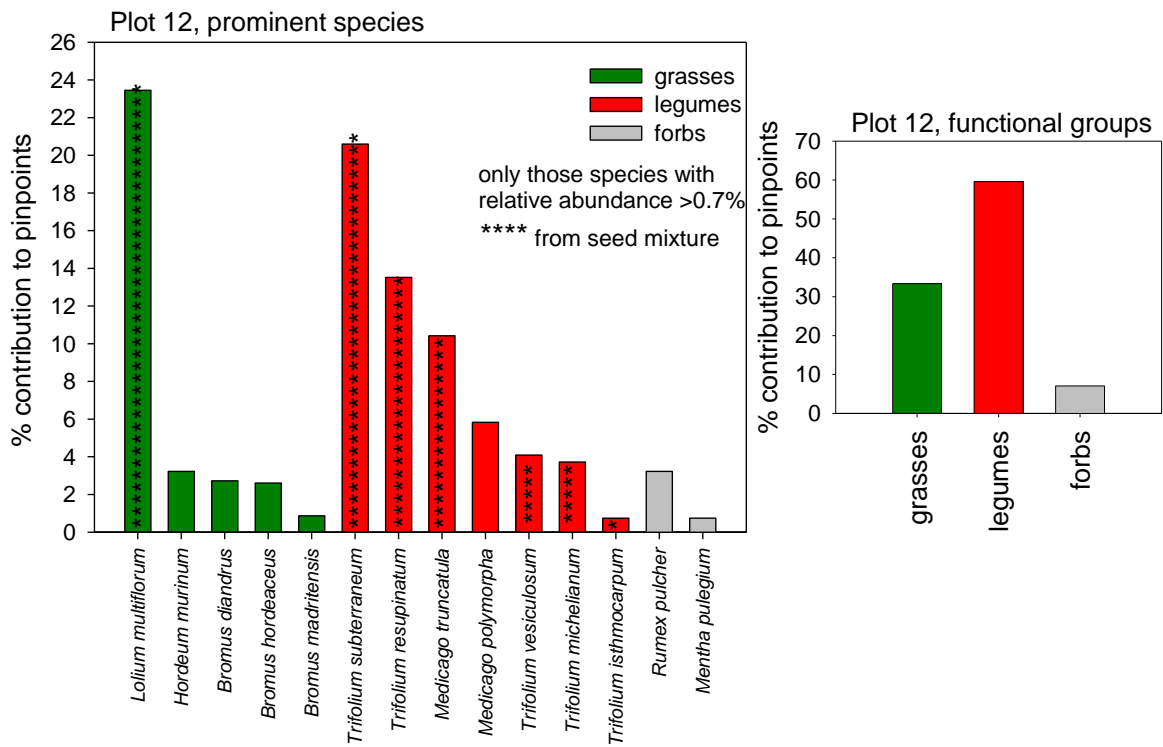 Plot 12, prominent species
% contribution to pinpoints
26
24
22
20
18
16
14
12
10
8
6
4
2
0
grasses
legumes
forbs
only those species with
relative abundance >0.7%
**** from seed mixture
Lolium multiflorum
Hordeum murinum
Bromus diandrus
Bromus hordeaceus
Bromus madritensis
Trifolium subterraneum
Trifolium resupinatum
Medicago truncatula
Medicago polymorpha
Trifolium vesiculosum
Trifolium michelianum
Trifolium isthmocarpum
Rumex pulcher
Mentha pulegium
Plot 12, functional groups
% contribution to pinpoints
70
60
50
40
30
20
10
0
grasses
legumes
forbs